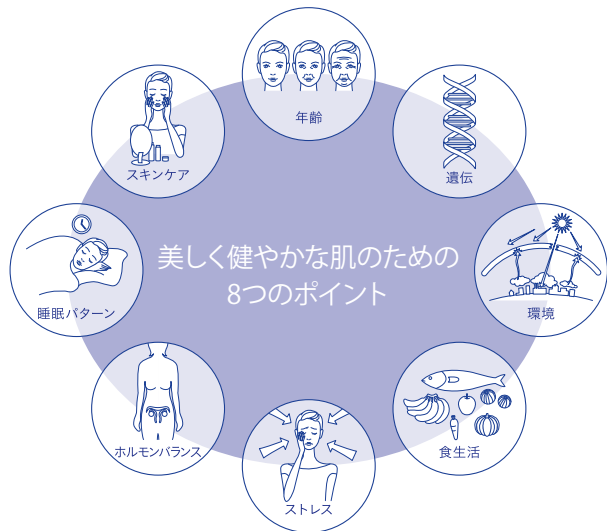 年齢
遺伝
環境
食生活
ストレス
ホルモンバランス
睡眠パターン
スキンケア
美しく健やかな肌のための
8つのポイント